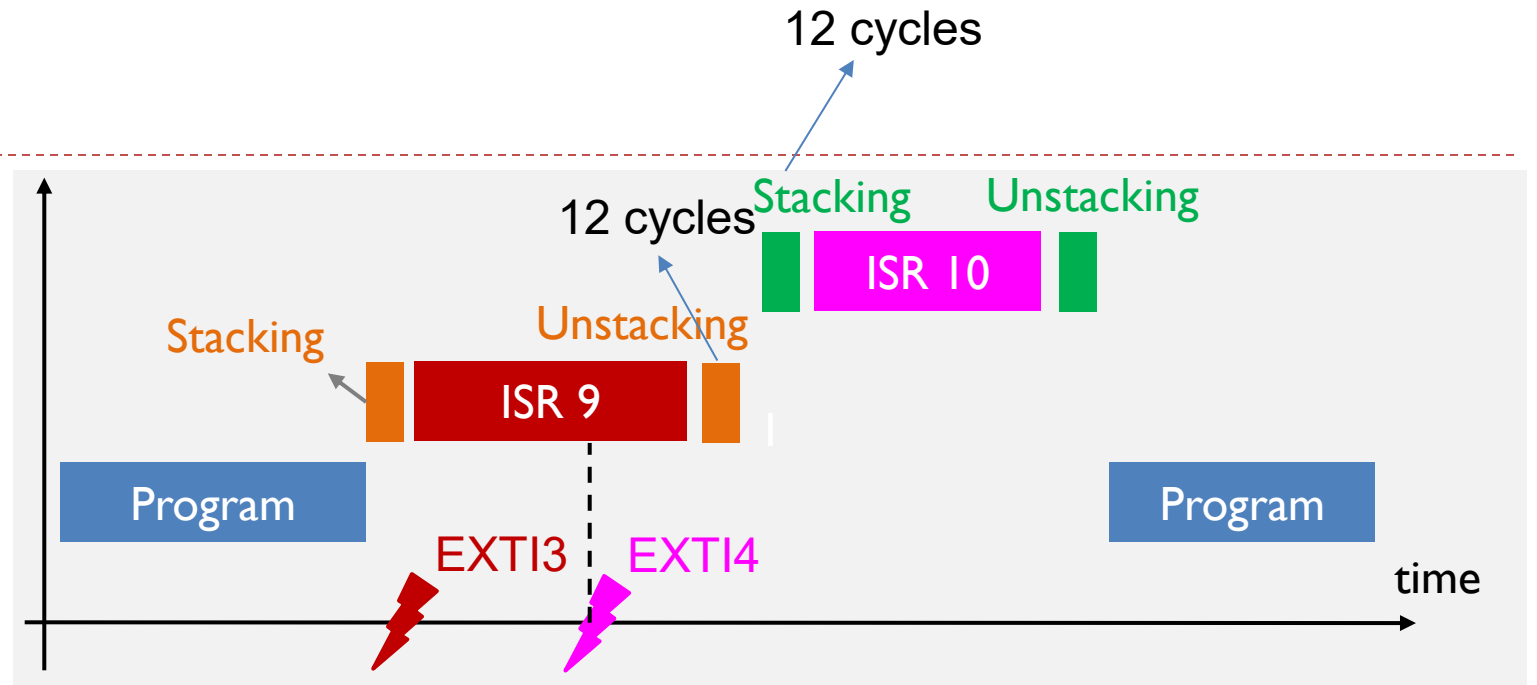 12 cycles
Stacking
Unstacking
12 cycles
ISR 10
Stacking
Unstacking
ISR 9
Program
Program
EXTI3
EXTI4
time